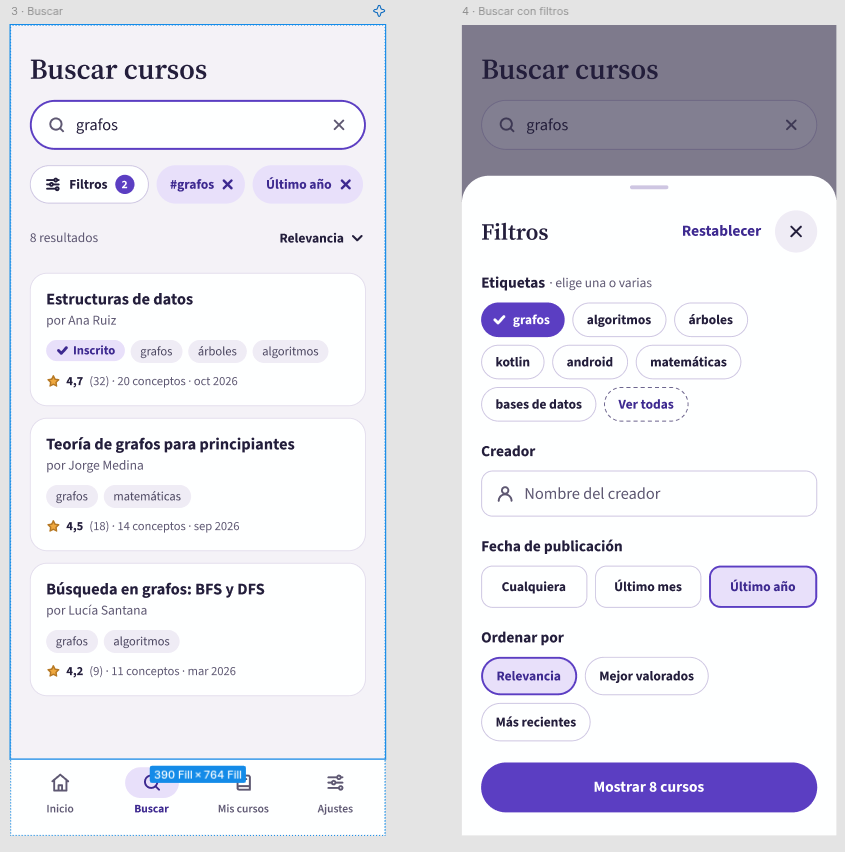 3 · Buscar
Buscar cursos
grafos
Filtros 2
#grafos
Último año
8 resultados
Relevancia
Estructuras de datos
por Ana Ruiz
Inscrito
grafos
árboles
algoritmos
4,7 (32) · 20 conceptos · oct 2026
Teoría de grafos para principiantes
por Jorge Medina
grafos
matemáticas
4,5 (18) · 14 conceptos · sep 2026
Búsqueda en grafos: BFS y DFS
por Lucía Santana
grafos
algoritmos
4,2 (9) · 11 conceptos · mar 2026
390 Fill × 764 Fill
Inicio
Buscar
Mis cursos
Ajustes
4 · Buscar con filtros
Buscar cursos
grafos
Filtros
Restablecer
Etiquetas · elige una o varias
grafos
algoritmos
árboles
kotlin
android
matemáticas
bases de datos
Ver todas
Creador
Nombre del creador
Fecha de publicación
Cualquiera
Último mes
Último año
Ordenar por
Relevancia
Mejor valorados
Más recientes
Mostrar 8 cursos